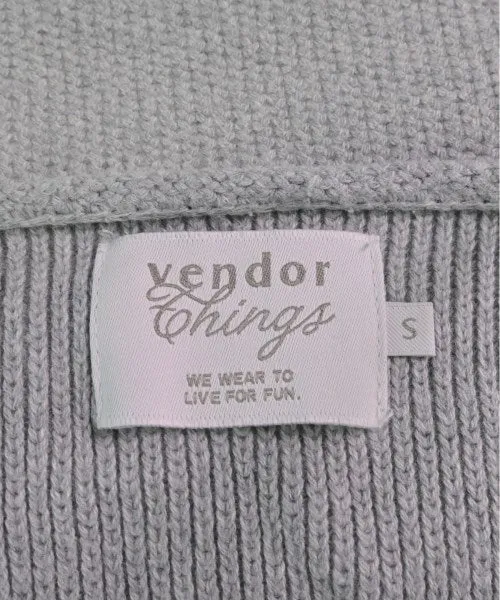 vendor
Things
S
WE WEAR TO
LIVE FOR FUN.